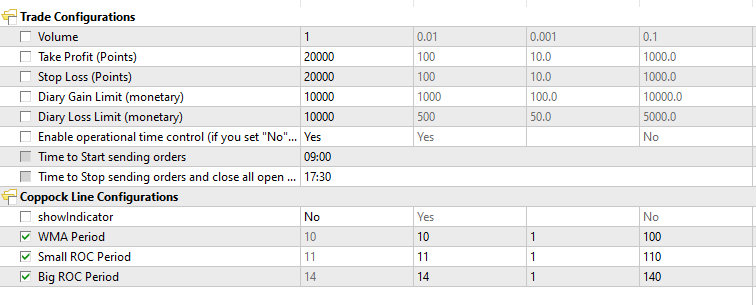 Trade Configurations
Volume 1 0.01 0.001 0.1
Take Profit (Points) 20000 100 10.0 1000.0
Stop Loss (Points) 20000 100 10.0 1000.0
Diary Gain Limit (monetary) 10000 1000 100.0 10000.0
Diary Loss Limit (monetary) 10000 500 50.0 5000.0
Enable operational time control (if you set "No"... Yes Yes No
Time to Start sending orders 09:00
Time to Stop sending orders and close all open ... 17:30
Coppock Line Configurations
showIndicator No Yes No
WMA Period 10 10 1 100
Small ROC Period 11 11 1 110
Big ROC Period 14 14 1 140